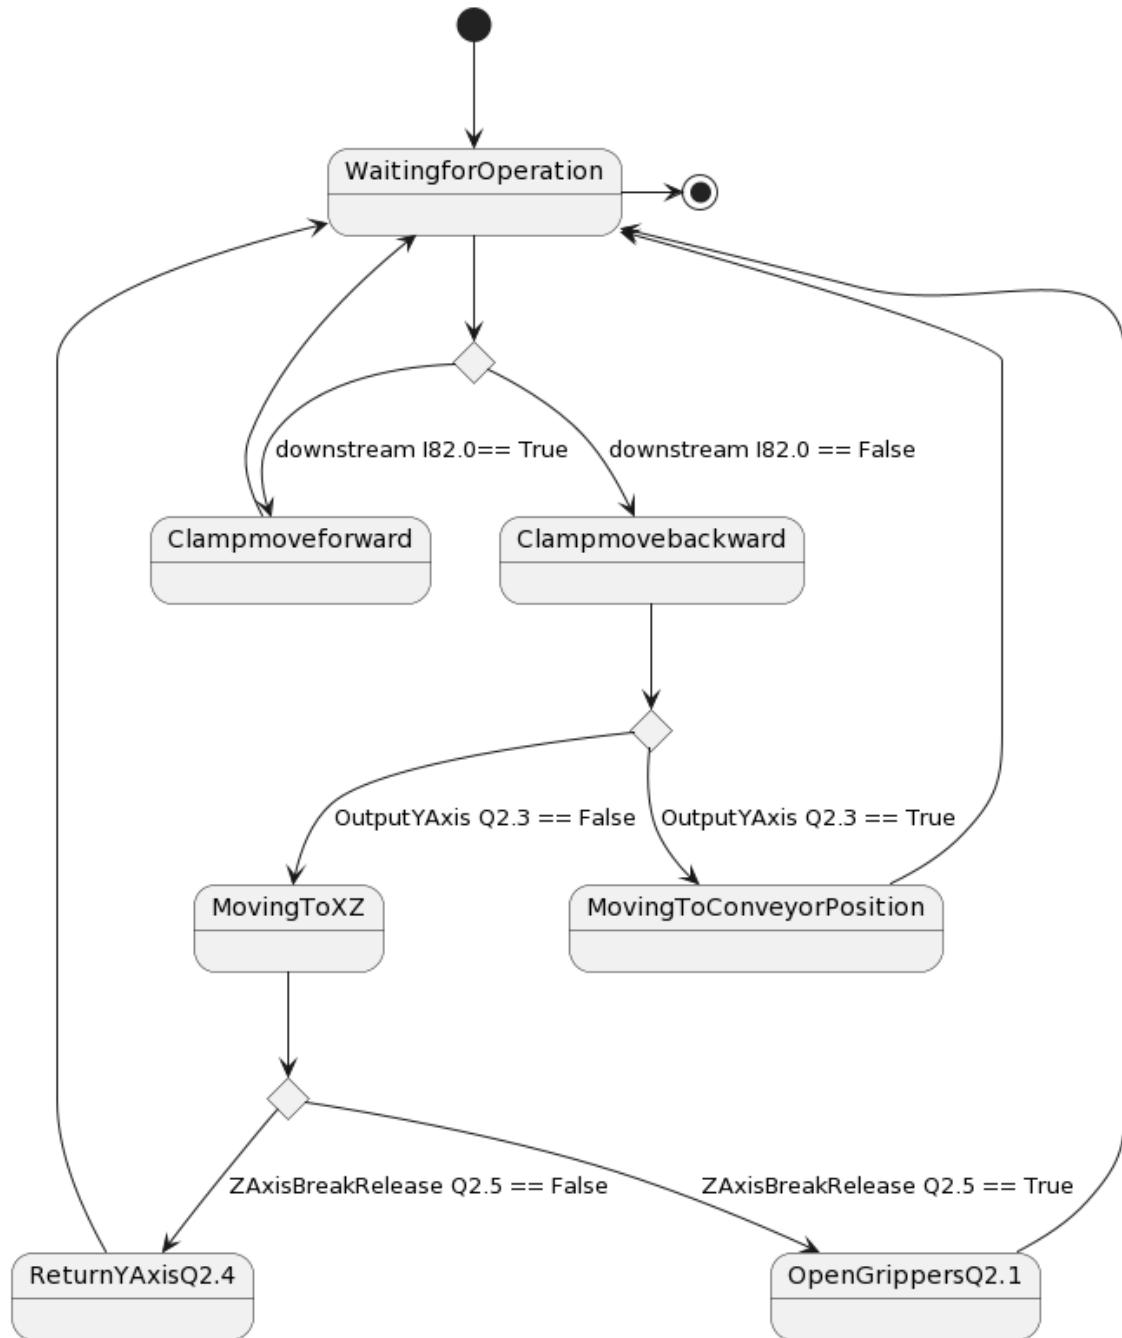 WaitingforOperation
downstream I82.0== True
downstream I82.0 == False
Clampmoveforward
Clampmovebackward
OutputYAxis Q2.3 == False
OutputYAxis Q2.3 == True
MovingToXZ
MovingToConveyorPosition
ZAxisBreakRelease Q2.5 == False
ZAxisBreakRelease Q2.5 == True
ReturnYAxisQ2.4
OpenGrippersQ2.1